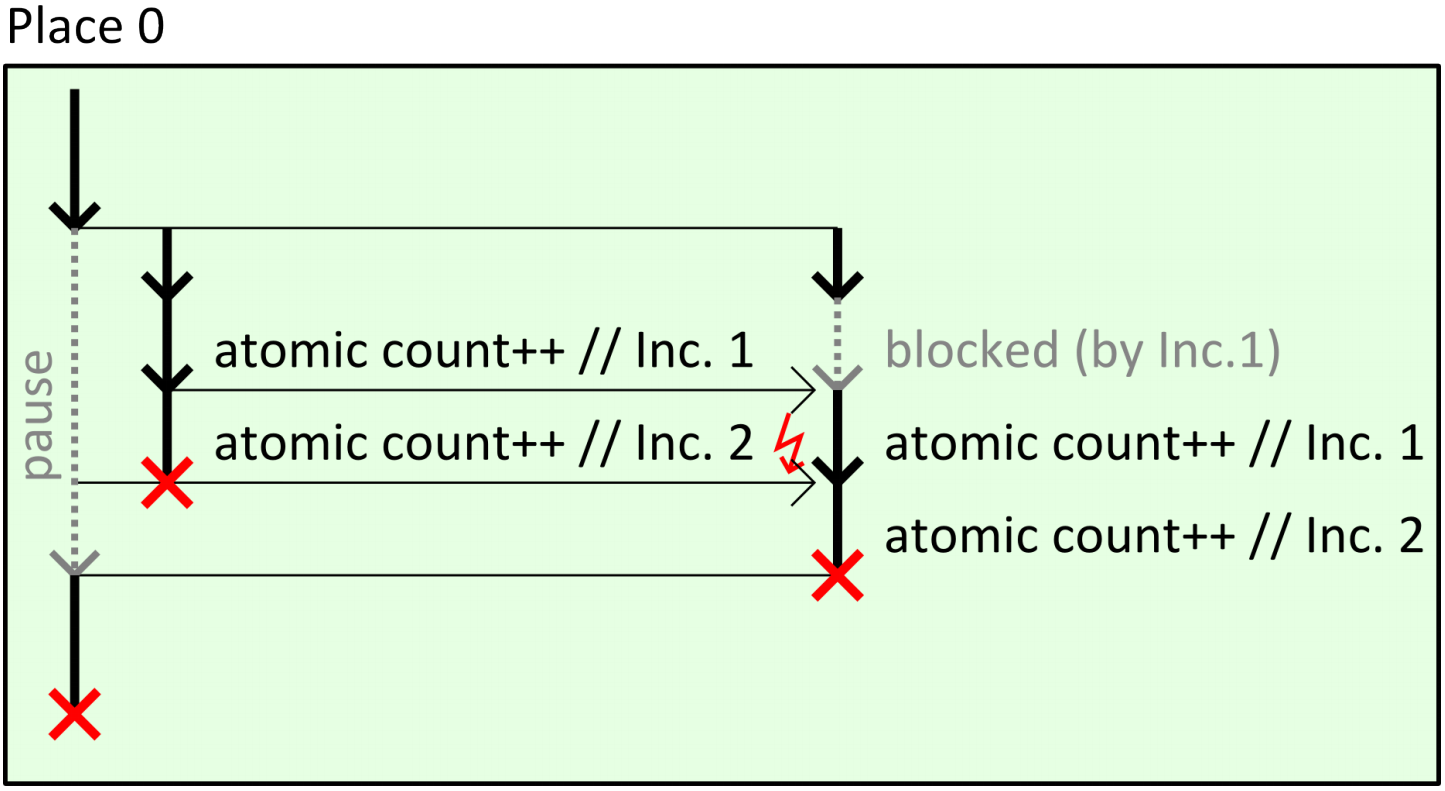 Place 0
atomic count++ // Inc. 1
blocked (by Inc.1)
pause
atomic count++ // Inc. 2
atomic count++ // Inc. 1
atomic count++ // Inc. 2